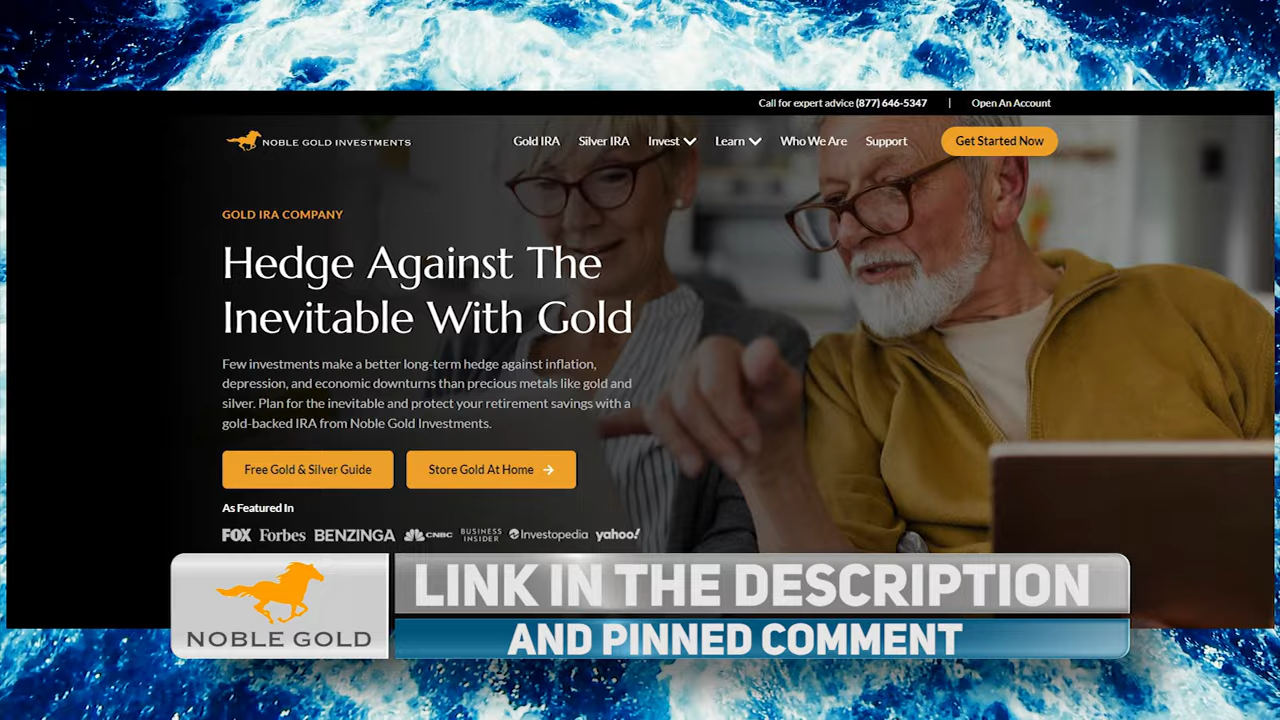 Call for expert advice (877) 646-5347 | Open An Account
NOBLE GOLD INVESTMENTS
Gold IRA Silver IRA Invest Learn Who We Are Support Get Started Now
GOLD IRA COMPANY
Hedge Against The
Inevitable With Gold
Few investments make a better long-term hedge against inflation,
depression, and economic downturns than precious metals like gold and
silver. Plan for the inevitable and protect your retirement savings with a
gold-backed IRA from Noble Gold Investments.
Free Gold & Silver Guide Store Gold At Home →
As Featured In
FOX Forbes BENZINGA CNBC BUSINESS INSIDER Investopedia yahoo!
NOBLE GOLD
LINK IN THE DESCRIPTION
AND PINNED COMMENT